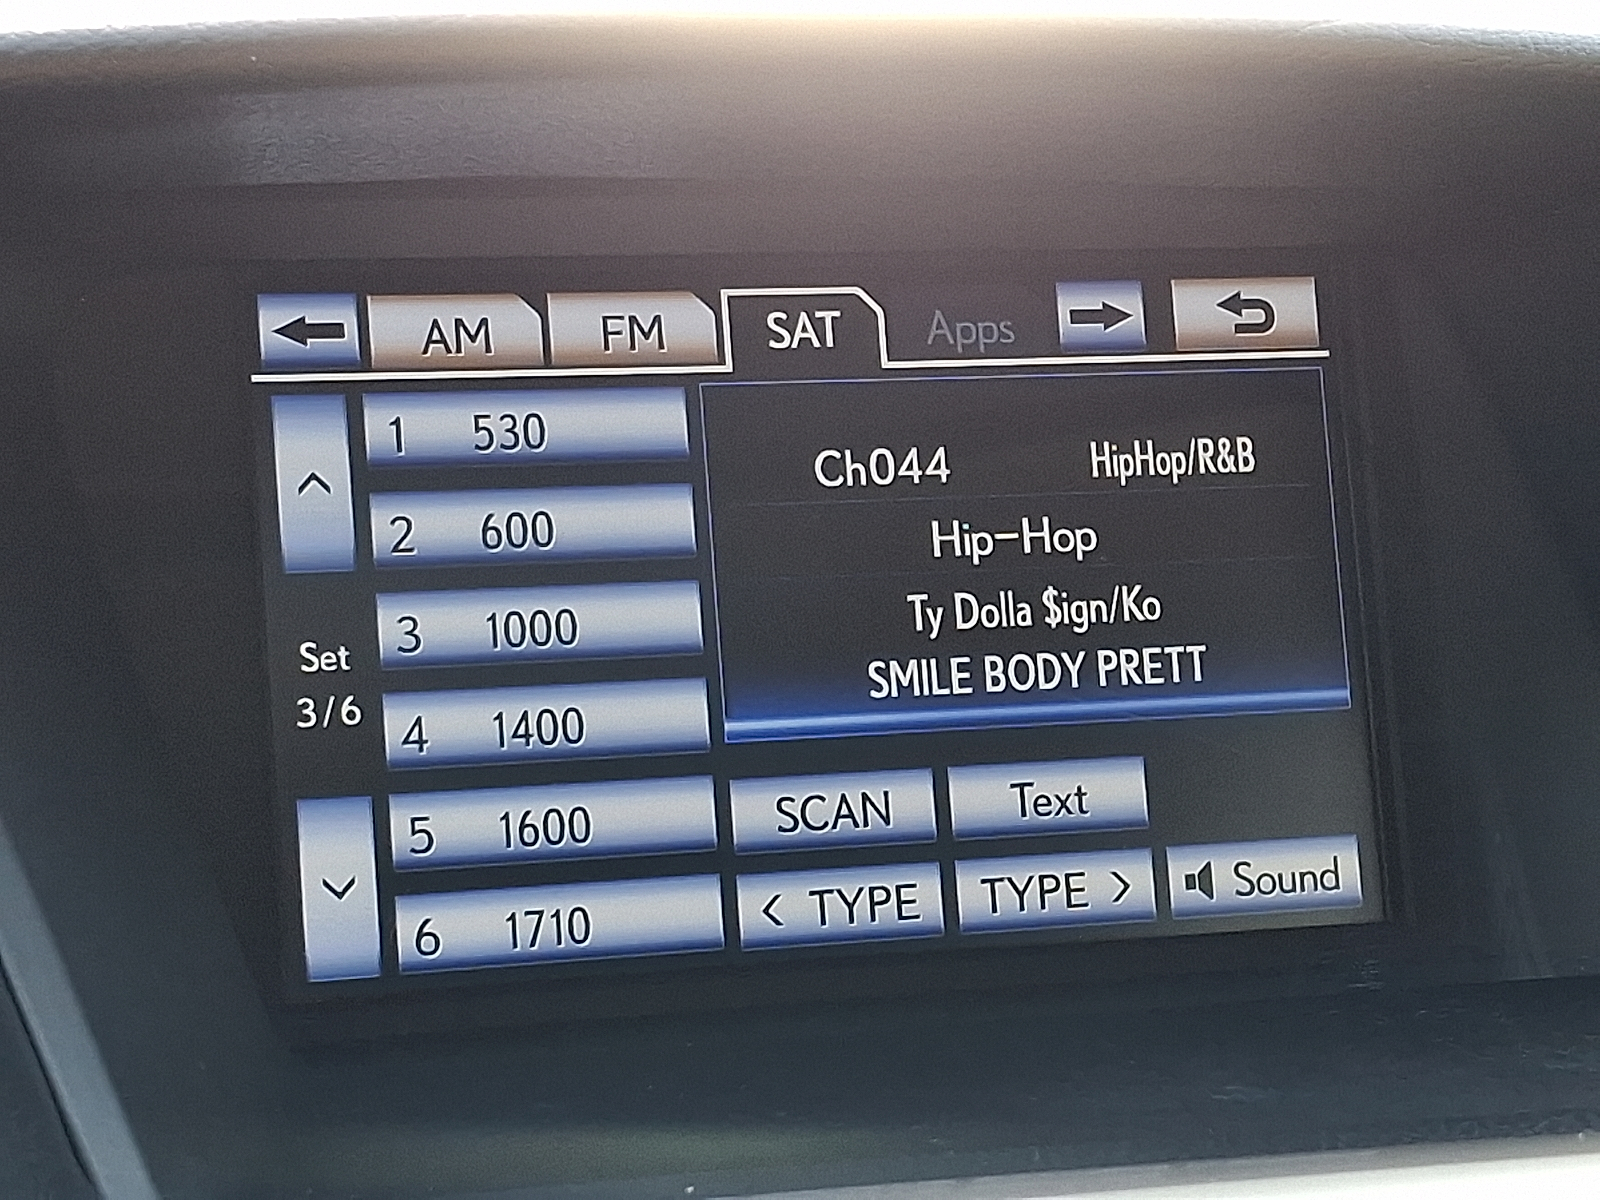 AM FM SAT Apps
1 530
2 600
3 1000
4 1400
5 1600
6 1710
Set
3/6
Ch044 HipHop/R&B
Hip-Hop
Ty Dolla $ign/Ko
SMILE BODY PRETT
SCAN Text
< TYPE TYPE > Sound